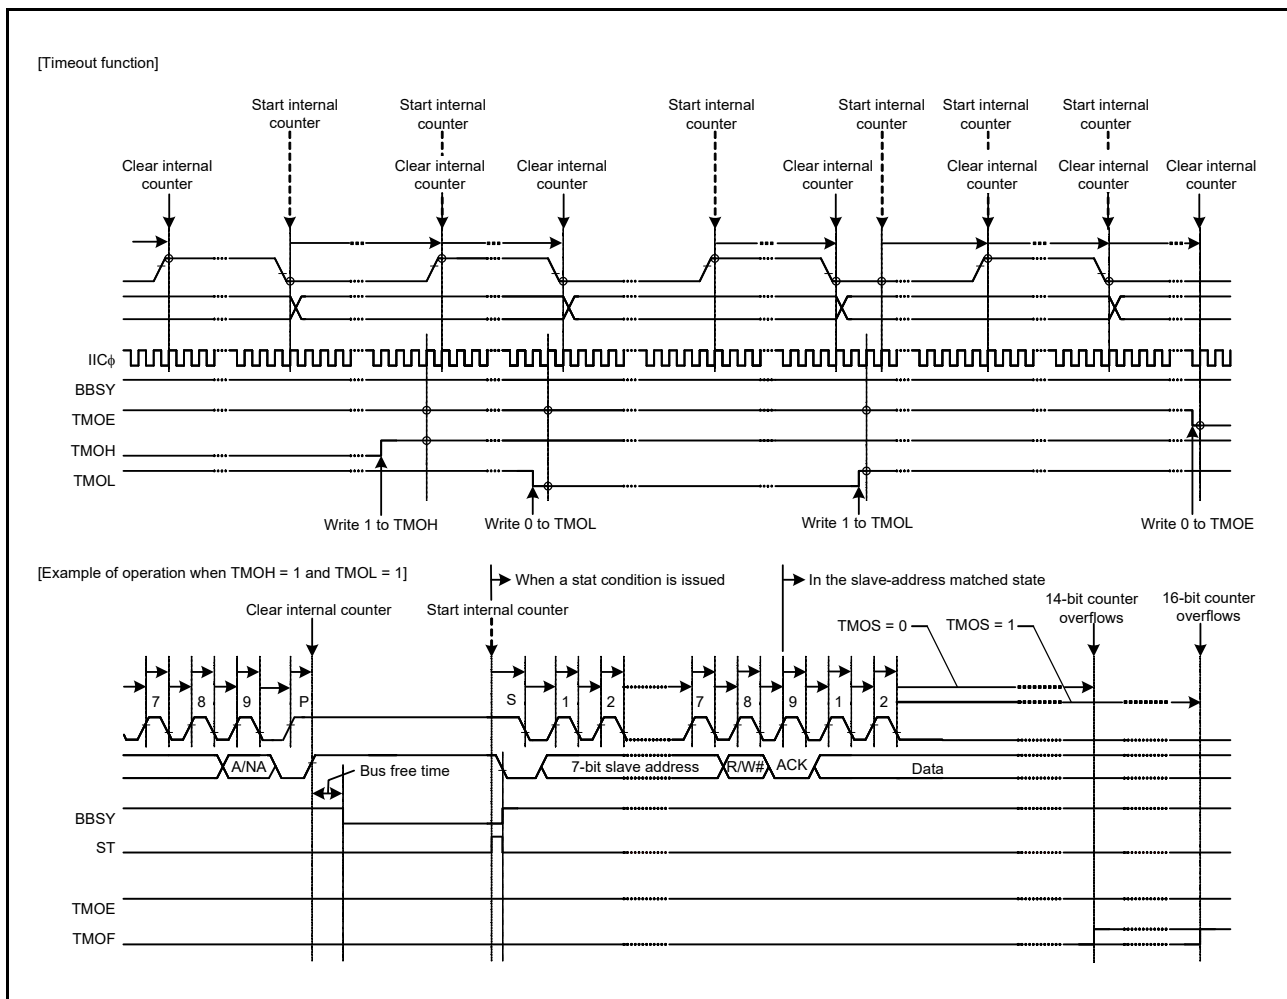 [Timeout function]
Start internal
counter
Start internal
counter
Start internal
counter
Start internal
counter
Start internal
counter
Start internal
counter
Clear internal
counter
Clear internal
counter
Clear internal
counter
Clear internal
counter
Clear internal
counter
Clear internal
counter
Clear internal
counter
IICϕ
BBSY
TMOE
TMOH
TMOL
Write 1 to TMOH
Write 0 to TMOL
Write 1 to TMOL
Write 0 to TMOE
[Example of operation when TMOH = 1 and TMOL = 1]
When a stat condition is issued
In the slave-address matched state
Clear internal counter
Start internal counter
TMOS = 0
TMOS = 1
14-bit counter
overflows
16-bit counter
overflows
7 8 9 P S 1 2 7 8 9 1 2
A/NA
Bus free time
7-bit slave address
R/W#
ACK
Data
BBSY
ST
TMOE
TMOF